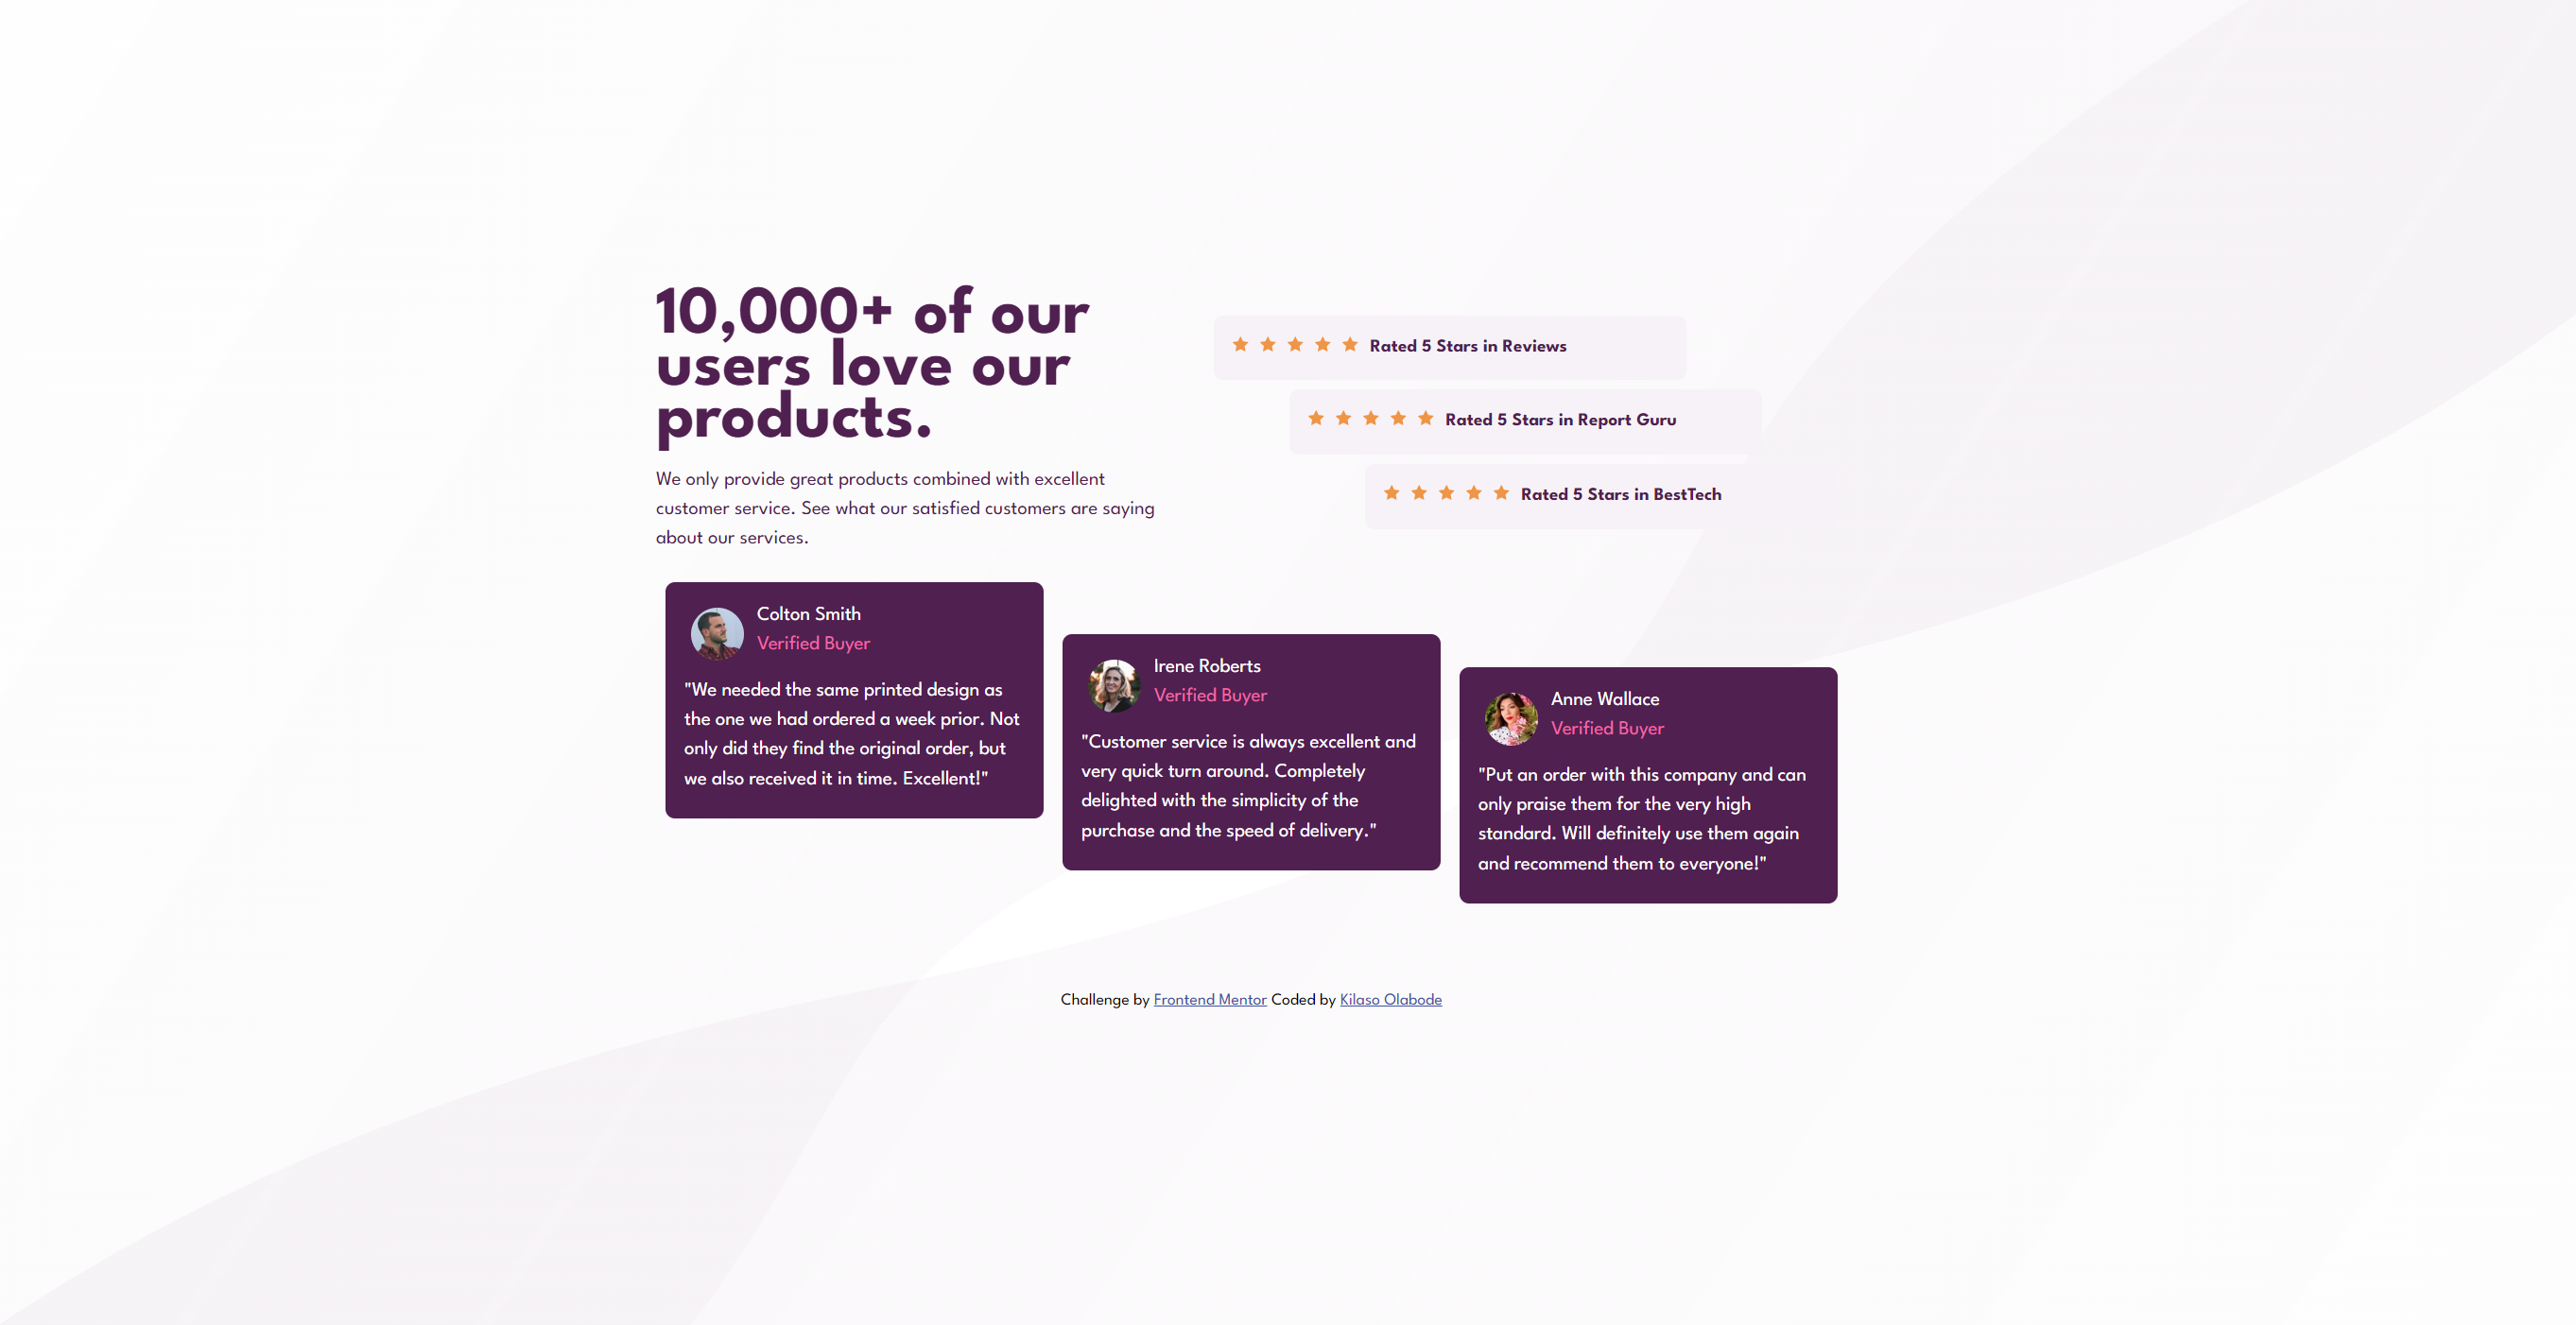 10,000+ of our
users love our
products.
We only provide great products combined with excellent
customer service. See what our satisfied customers are saying
about our services.
Rated 5 Stars in Reviews
Rated 5 Stars in Report Guru
Rated 5 Stars in BestTech
Colton Smith
Verified Buyer
"We needed the same printed design as
the one we had ordered a week prior. Not
only did they find the original order, but
we also received it in time. Excellent!"
Irene Roberts
Verified Buyer
"Customer service is always excellent and
very quick turn around. Completely
delighted with the simplicity of the
purchase and the speed of delivery."
Anne Wallace
Verified Buyer
"Put an order with this company and can
only praise them for the very high
standard. Will definitely use them again
and recommend them to everyone!"
Challenge by Frontend Mentor Coded by Kilaso Olabode